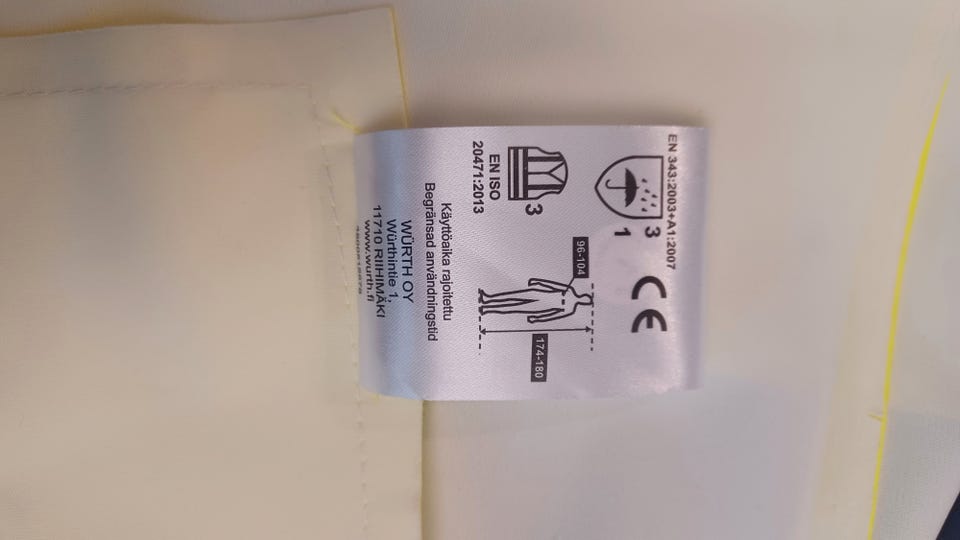 EN 343:2003+A1:2007
3
1
CE
96-104
174-180
3
EN ISO
20471:2013
Käyttöaika rajoitettu
Begränsad användningstid
WÜRTH OY
Würthintie 1,
11710 RIIHIMÄKI
www.wurth.fi